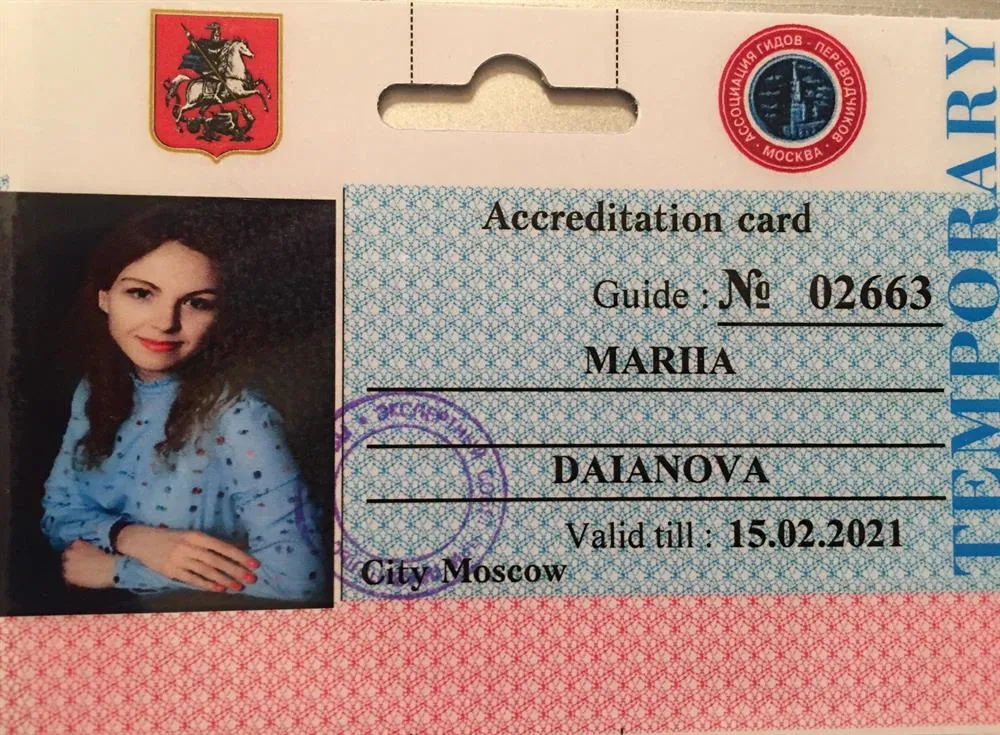 АССОЦИАЦИЯ ГИДОВ - ПЕРЕВОДЧИКОВ
· МОСКВА ·
TEMPORARY
Accreditation card
Guide : № 02663
MARIIA
DAIANOVA
Valid till : 15.02.2021
City Moscow